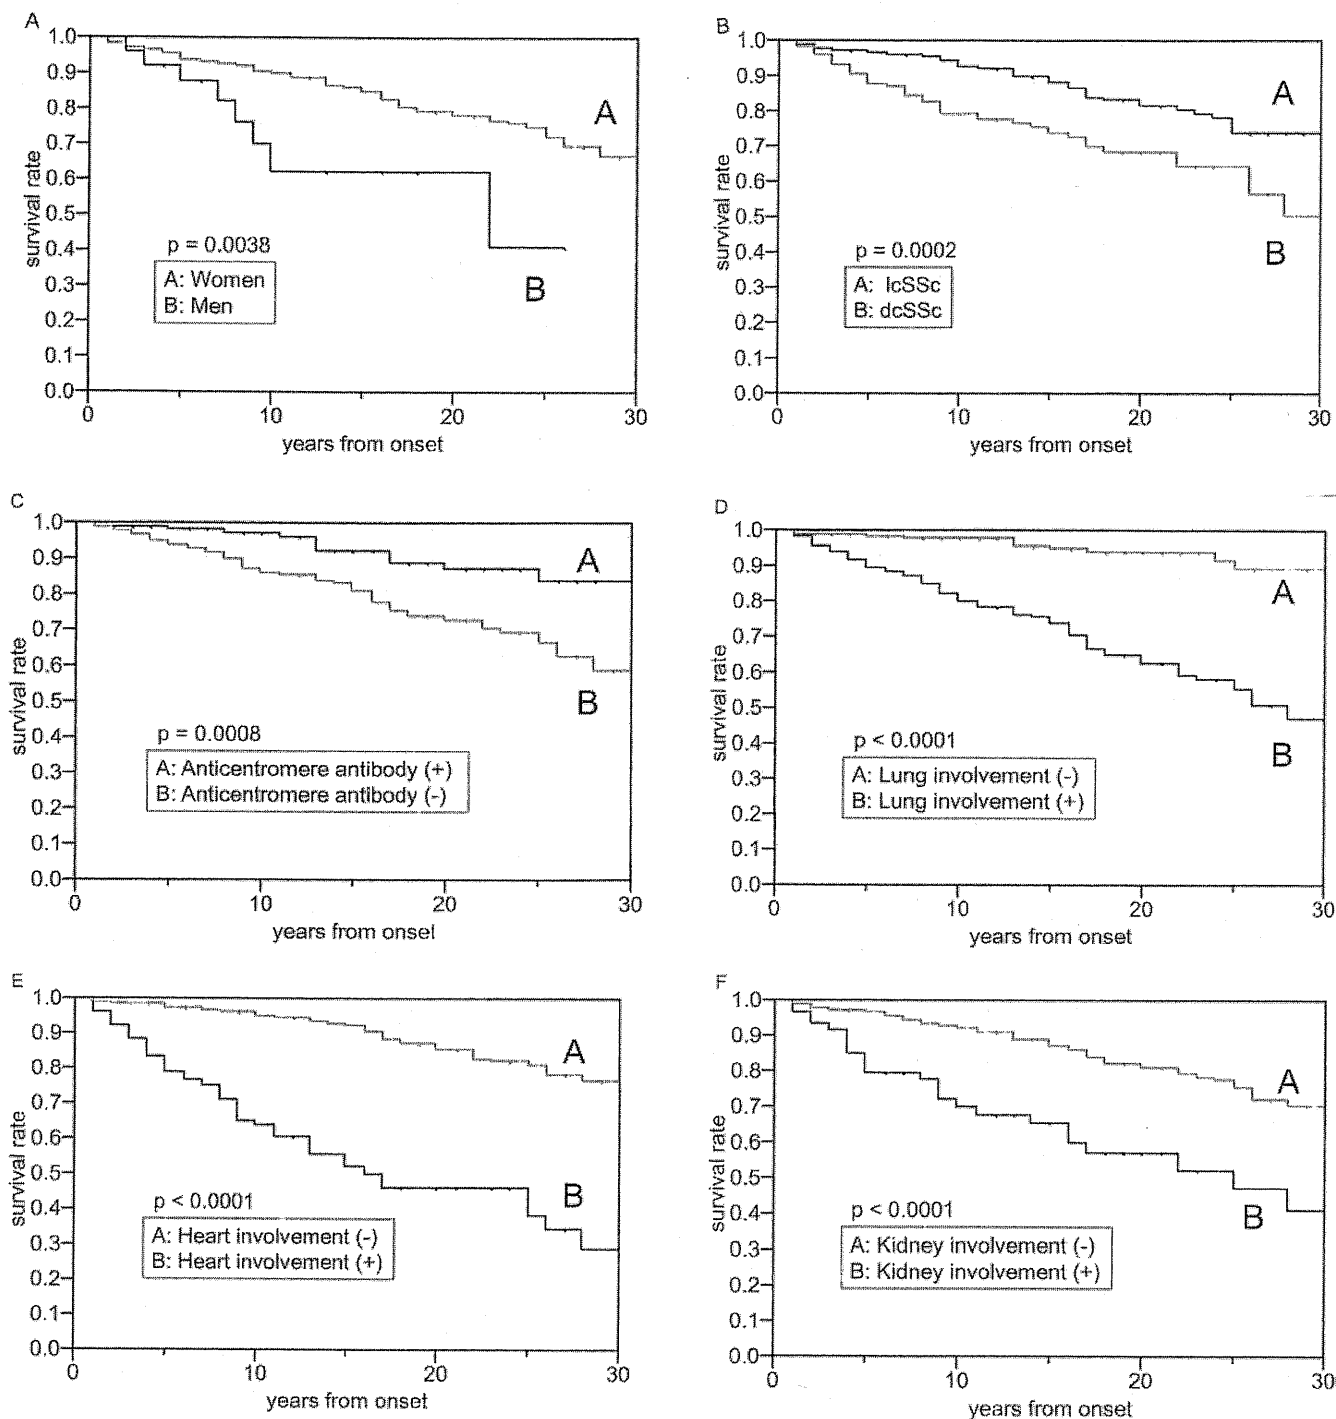 A
survival rate
1.0
0.9
0.8
0.7
0.6
0.5
0.4
0.3
0.2
0.1
0.0
A
B
p = 0.0038
A: Women
B: Men
0 10 20 30
years from onset
B
survival rate
1.0
0.9
0.8
0.7
0.6
0.5
0.4
0.3
0.2
0.1
0.0
A
B
p = 0.0002
A: lcSSc
B: dcSSc
0 10 20 30
years from onset
C
survival rate
1.0
0.9
0.8
0.7
0.6
0.5
0.4
0.3
0.2
0.1
0.0
A
B
p = 0.0008
A: Anticentromere antibody (+)
B: Anticentromere antibody (-)
0 10 20 30
years from onset
D
survival rate
1.0
0.9
0.8
0.7
0.6
0.5
0.4
0.3
0.2
0.1
0.0
A
B
p < 0.0001
A: Lung involvement (-)
B: Lung involvement (+)
0 10 20 30
years from onset
E
survival rate
1.0
0.9
0.8
0.7
0.6
0.5
0.4
0.3
0.2
0.1
0.0
A
B
p < 0.0001
A: Heart involvement (-)
B: Heart involvement (+)
0 10 20 30
years from onset
F
survival rate
1.0
0.9
0.8
0.7
0.6
0.5
0.4
0.3
0.2
0.1
0.0
A
B
p < 0.0001
A: Kidney involvement (-)
B: Kidney involvement (+)
0 10 20 30
years from onset